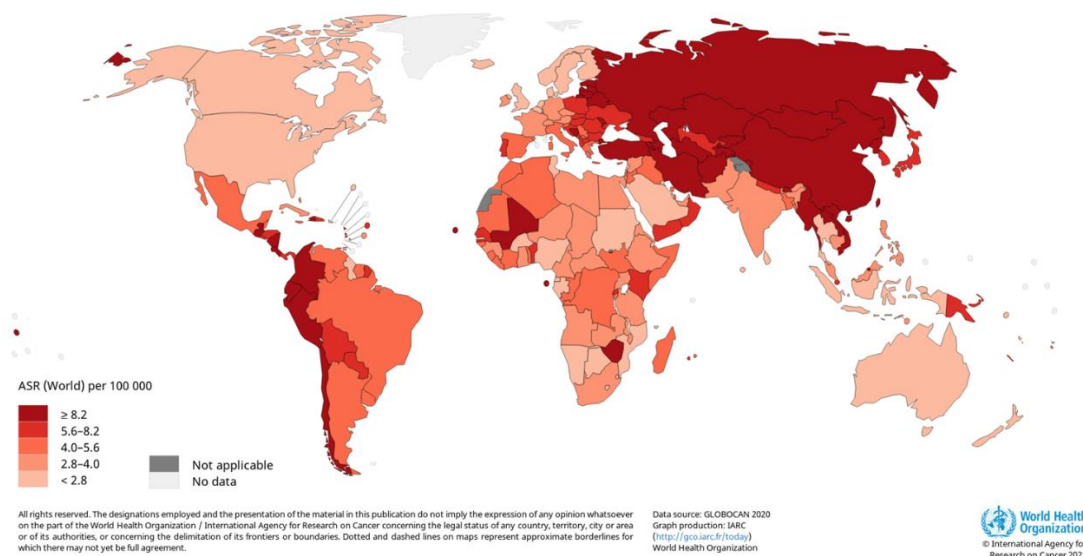 ASR (World) per 100 000
≥ 8.2
5.6–8.2
4.0–5.6
2.8–4.0
< 2.8
Not applicable
No data
All rights reserved. The designations employed and the presentation of the material in this publication do not imply the expression of any opinion whatsoever
on the part of the World Health Organization / International Agency for Research on Cancer concerning the legal status of any country, territory, city or area
or of its authorities, or concerning the delimitation of its frontiers or boundaries. Dotted and dashed lines on maps represent approximate borderlines for
which there may not yet be full agreement.
Data source: GLOBOCAN 2020
Graph production: IARC
(http://gco.iarc.fr/today)
World Health Organization
World Health
Organization
© International Agency for
Research on Cancer